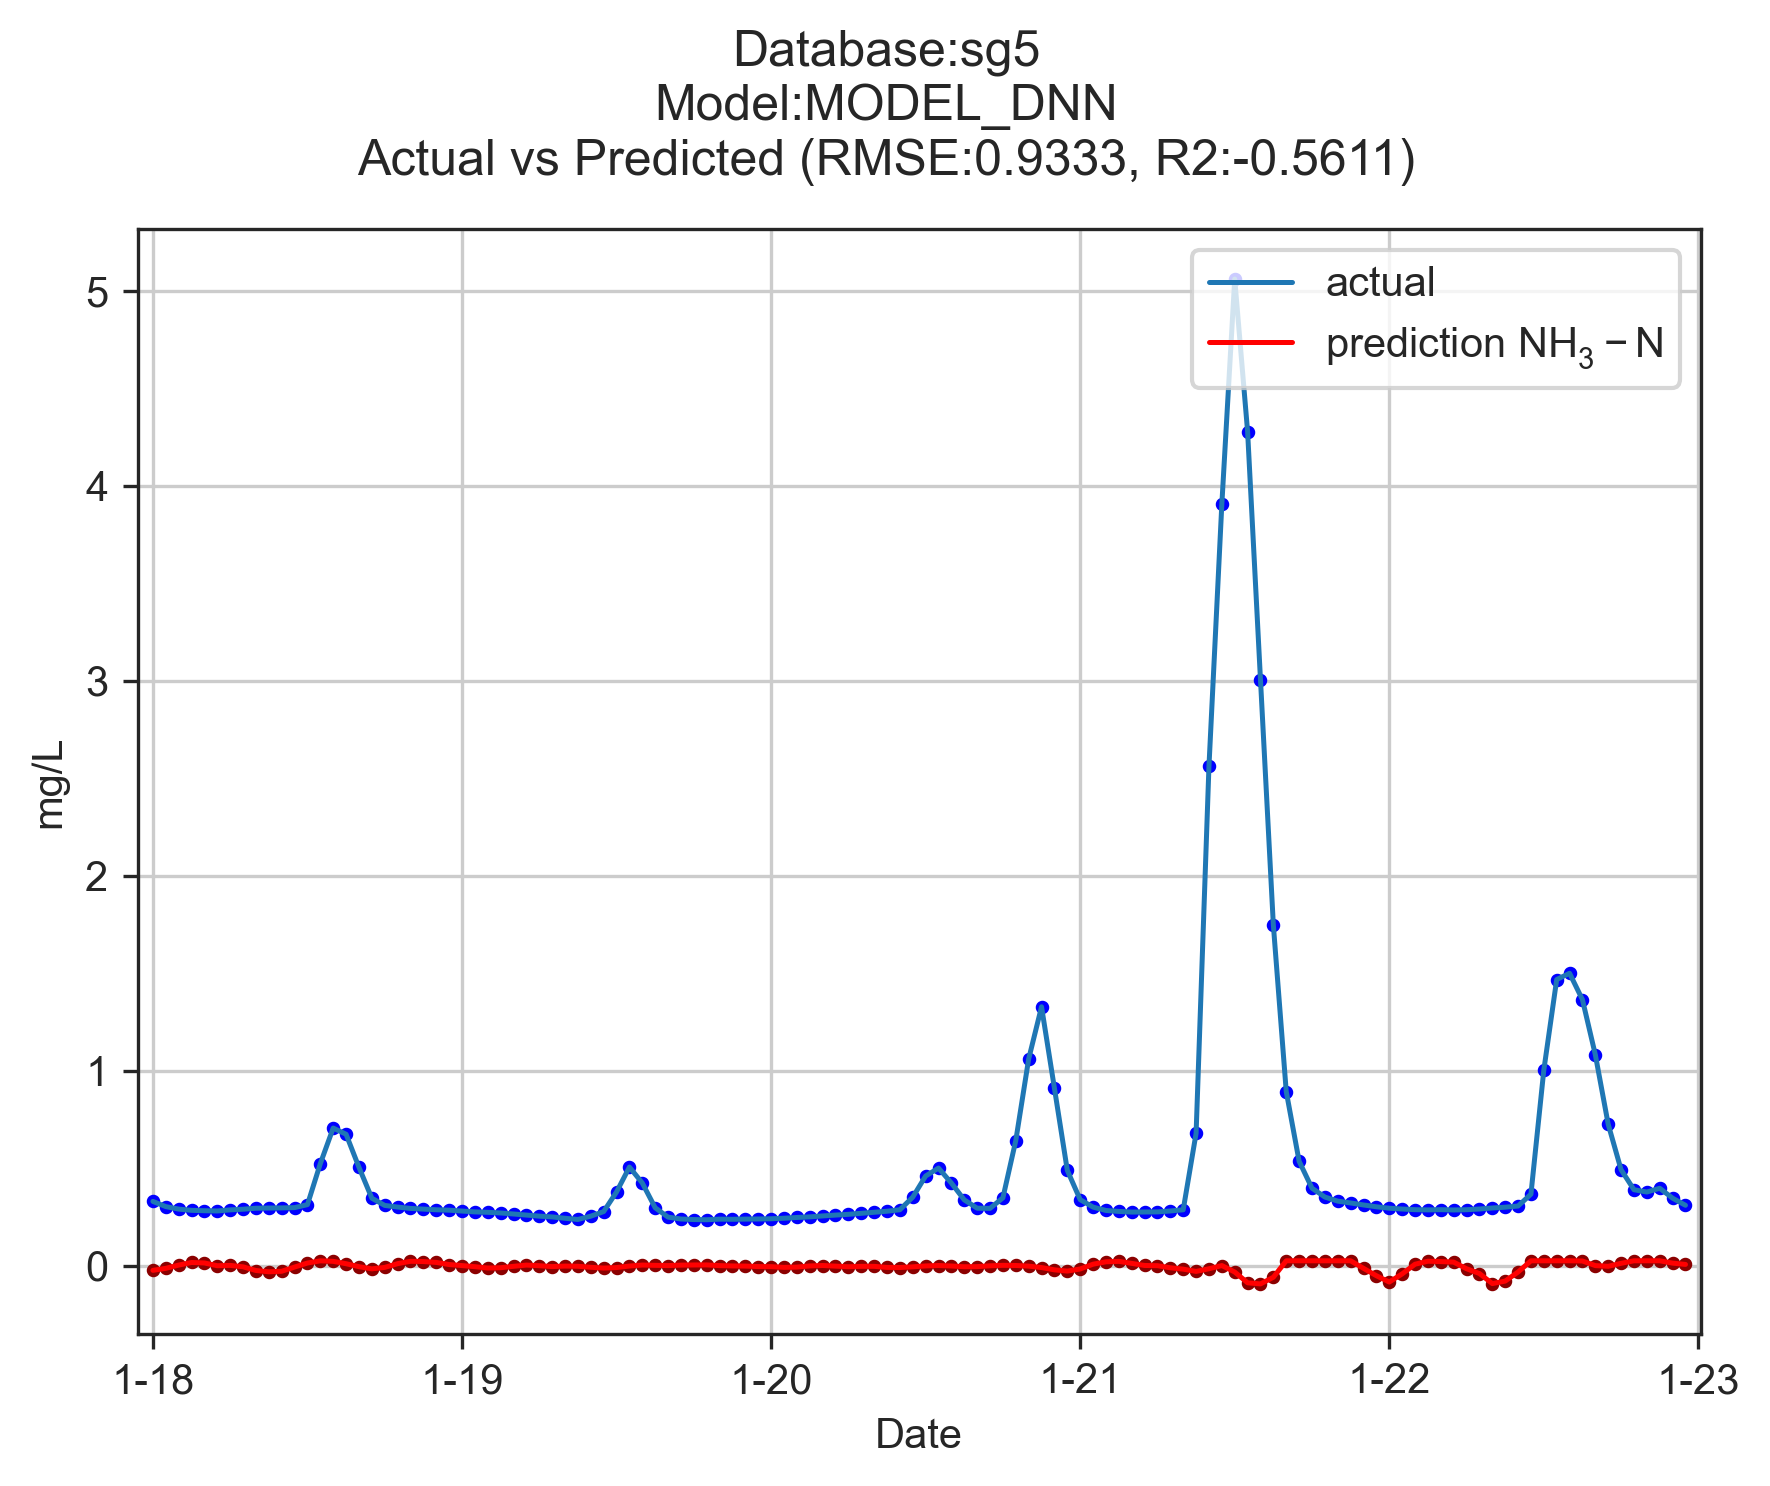 Database:sg5
Model:MODEL_DNN
Actual vs Predicted (RMSE:0.9333, R2:-0.5611)
actual
prediction NH₃ − N
5
4
3
2
1
0
mg/L
1-18 1-19 1-20 1-21 1-22 1-23
Date